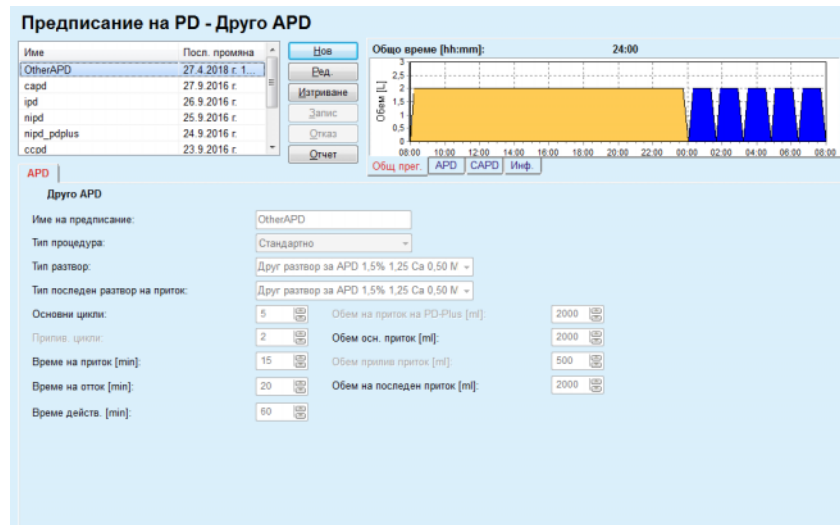 Предписание на PD - Друго APD
Име Посл. промяна
OtherAPD 27.4.2018 г. 1...
capd 27.9.2016 г.
ipd 26.9.2016 г.
nipd 25.9.2016 г.
nipd_pdplus 24.9.2016 г.
ccpd 23.9.2016 г.
Нов
Ред.
Изтриване
Запис
Отказ
Отчет
Общо време [hh:mm]: 24:00
Обем [L]
3
2,5
2
1,5
1
0,5
0
08:00 10:00 12:00 14:00 16:00 18:00 20:00 22:00 00:00 02:00 04:00 06:00 08:00
Общ прег. APD CAPD Инф.
APD
Друго APD
Име на предписание: OtherAPD
Тип процедура: Стандартно
Тип разтвор: Друг разтвор за APD 1,5% 1,25 Ca 0,50 M
Тип последен разтвор на приток: Друг разтвор за APD 1,5% 1,25 Ca 0,50 M
Основни цикли: 5 Обем на приток на PD-Plus [ml]: 2000
Прилив. цикли: 2 Обем осн. приток [ml]: 2000
Време на приток [min]: 15 Обем прилив приток [ml]: 500
Време на отток [min]: 20 Обем на последен приток [ml]: 2000
Време действ. [min]: 60